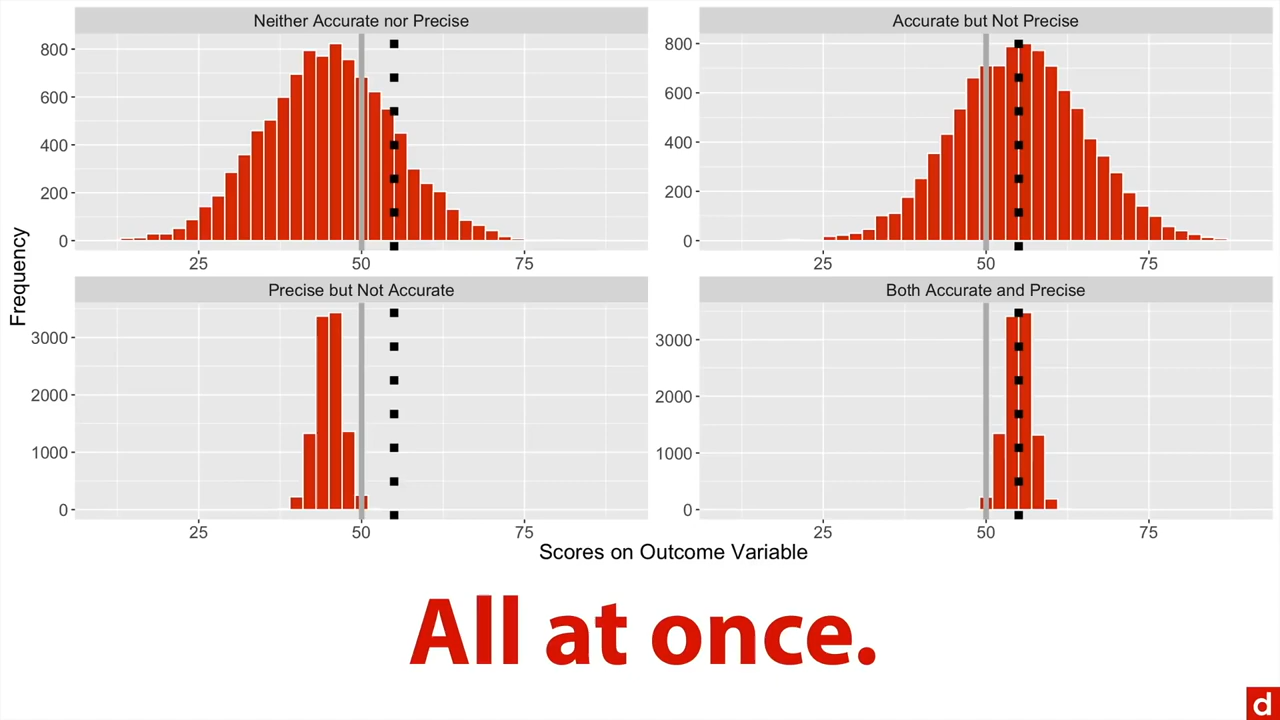 Neither Accurate nor Precise
Accurate but Not Precise
800
600
400
200
0
25 50 75
800
600
400
200
0
25 50 75
Frequency
Precise but Not Accurate
Both Accurate and Precise
3000
2000
1000
0
25 50 75
3000
2000
1000
0
25 50 75
Scores on Outcome Variable
All at once.
d